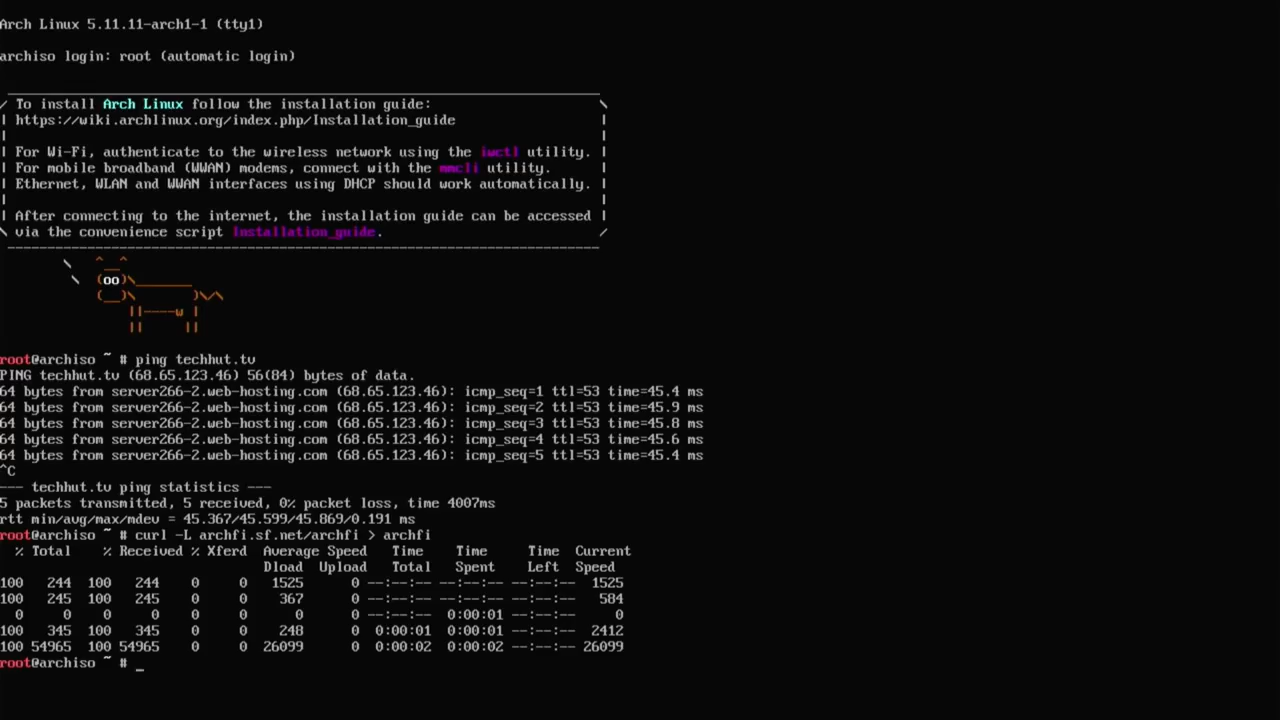 Arch Linux 5.11.11-arch1-1 (tty1)
archiso login: root (automatic login)
To install Arch Linux follow the installation guide:
https://wiki.archlinux.org/index.php/Installation_guide
For Wi-Fi, authenticate to the wireless network using the iwctl utility.
For mobile broadband (WWAN) modems, connect with the mmcli utility.
Ethernet, WLAN and WWAN interfaces using DHCP should work automatically.
After connecting to the internet, the installation guide can be accessed
via the convenience script Installation_guide.
root@archiso ~ # ping techhut.tv
PING techhut.tv (68.65.123.46) 56(84) bytes of data.
64 bytes from server266-2.web-hosting.com (68.65.123.46): icmp_seq=1 ttl=53 time=45.4 ms
64 bytes from server266-2.web-hosting.com (68.65.123.46): icmp_seq=2 ttl=53 time=45.9 ms
64 bytes from server266-2.web-hosting.com (68.65.123.46): icmp_seq=3 ttl=53 time=45.8 ms
64 bytes from server266-2.web-hosting.com (68.65.123.46): icmp_seq=4 ttl=53 time=45.6 ms
64 bytes from server266-2.web-hosting.com (68.65.123.46): icmp_seq=5 ttl=53 time=45.4 ms
^C
--- techhut.tv ping statistics ---
5 packets transmitted, 5 received, 0% packet loss, time 4007ms
rtt min/avg/max/mdev = 45.367/45.599/45.869/0.191 ms
root@archiso ~ # curl -L archfi.sf.net/archfi > archfi
% Total % Received % Xferd Average Speed Time Time Time Current
Dload Upload Total Spent Left Speed
100 244 100 244 0 0 1525 0 --:--:-- --:--:-- --:--:-- 1525
100 245 100 245 0 0 367 0 --:--:-- --:--:-- --:--:-- 584
0 0 0 0 0 0 0 0 --:--:-- 0:00:01 --:--:-- 0
100 345 100 345 0 0 248 0 0:00:01 0:00:01 --:--:-- 2412
100 54965 100 54965 0 0 26099 0 0:00:02 0:00:02 --:--:-- 26099
root@archiso ~ # _